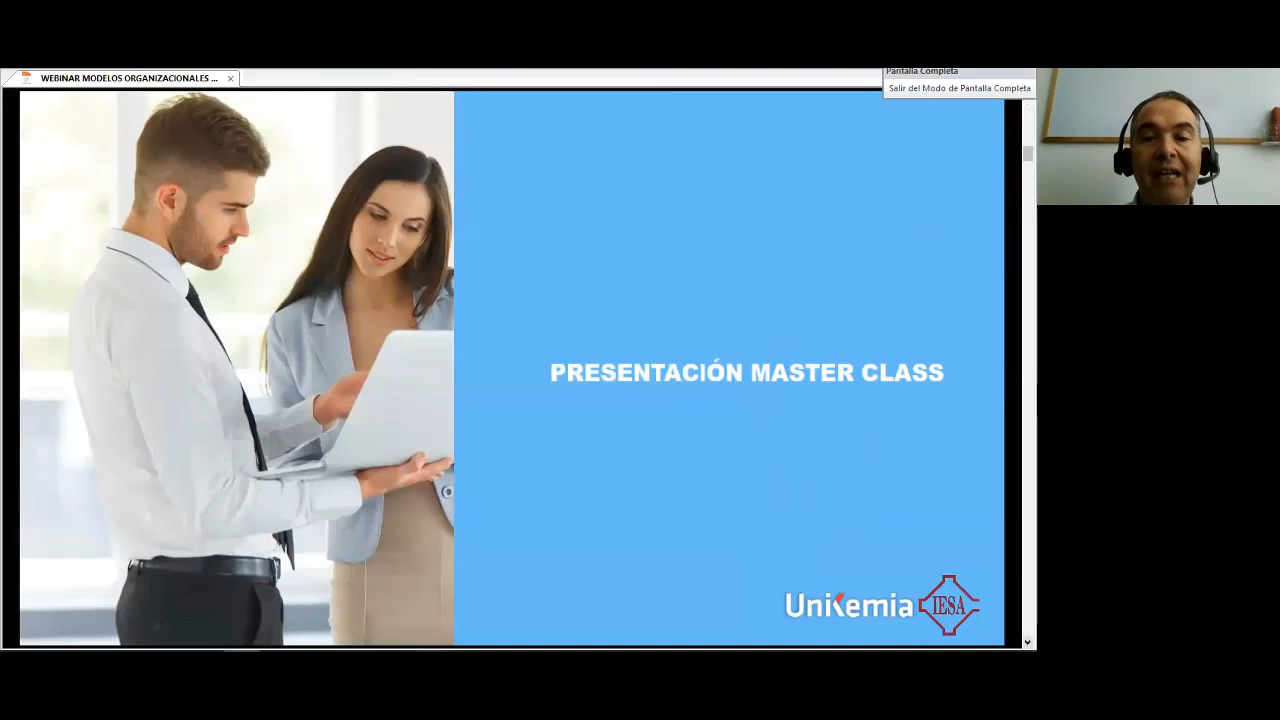 WEBINAR MODELOS ORGANIZACIONALES ...
Pantalla Completa
Salir del Modo de Pantalla Completa
PRESENTACIÓN MASTER CLASS
Unikemia
IESA